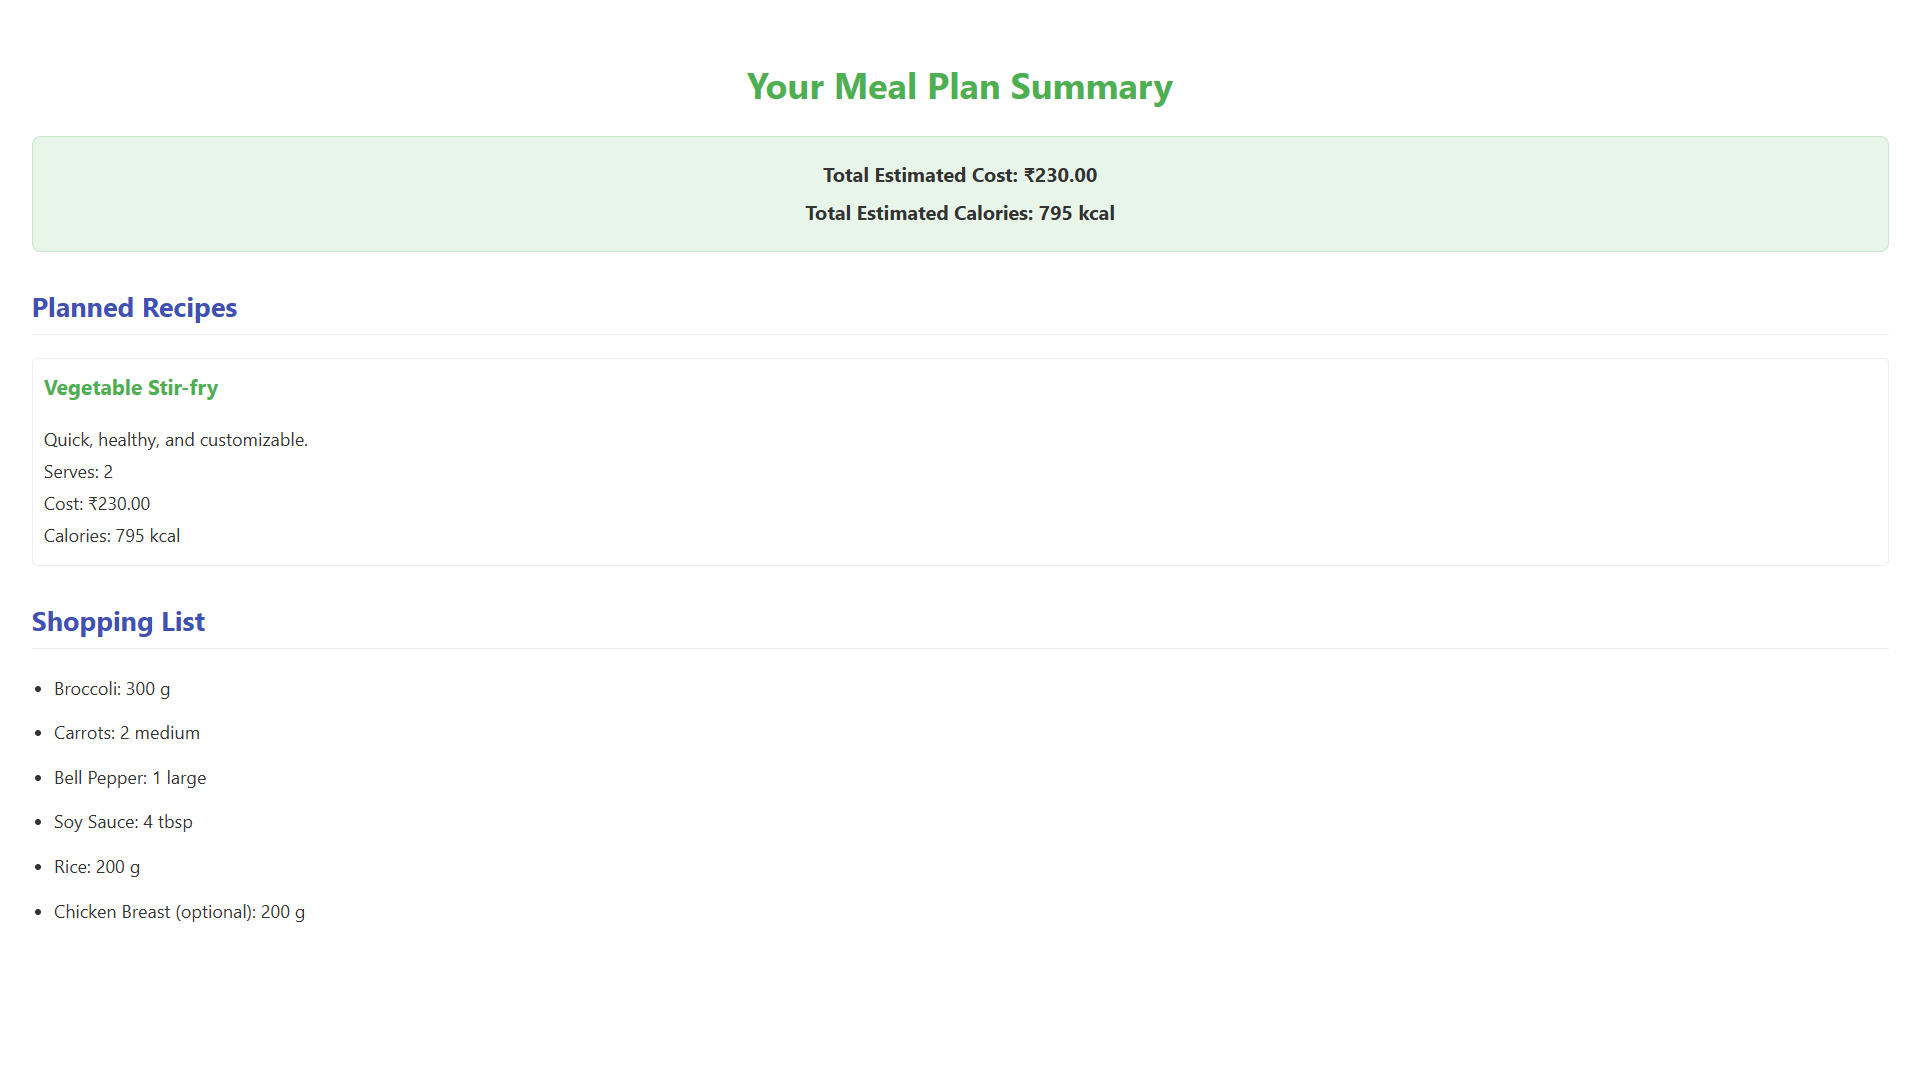 Your Meal Plan Summary
Total Estimated Cost: ₹230.00
Total Estimated Calories: 795 kcal
Planned Recipes
Vegetable Stir-fry
Quick, healthy, and customizable.
Serves: 2
Cost: ₹230.00
Calories: 795 kcal
Shopping List
• Broccoli: 300 g
• Carrots: 2 medium
• Bell Pepper: 1 large
• Soy Sauce: 4 tbsp
• Rice: 200 g
• Chicken Breast (optional): 200 g